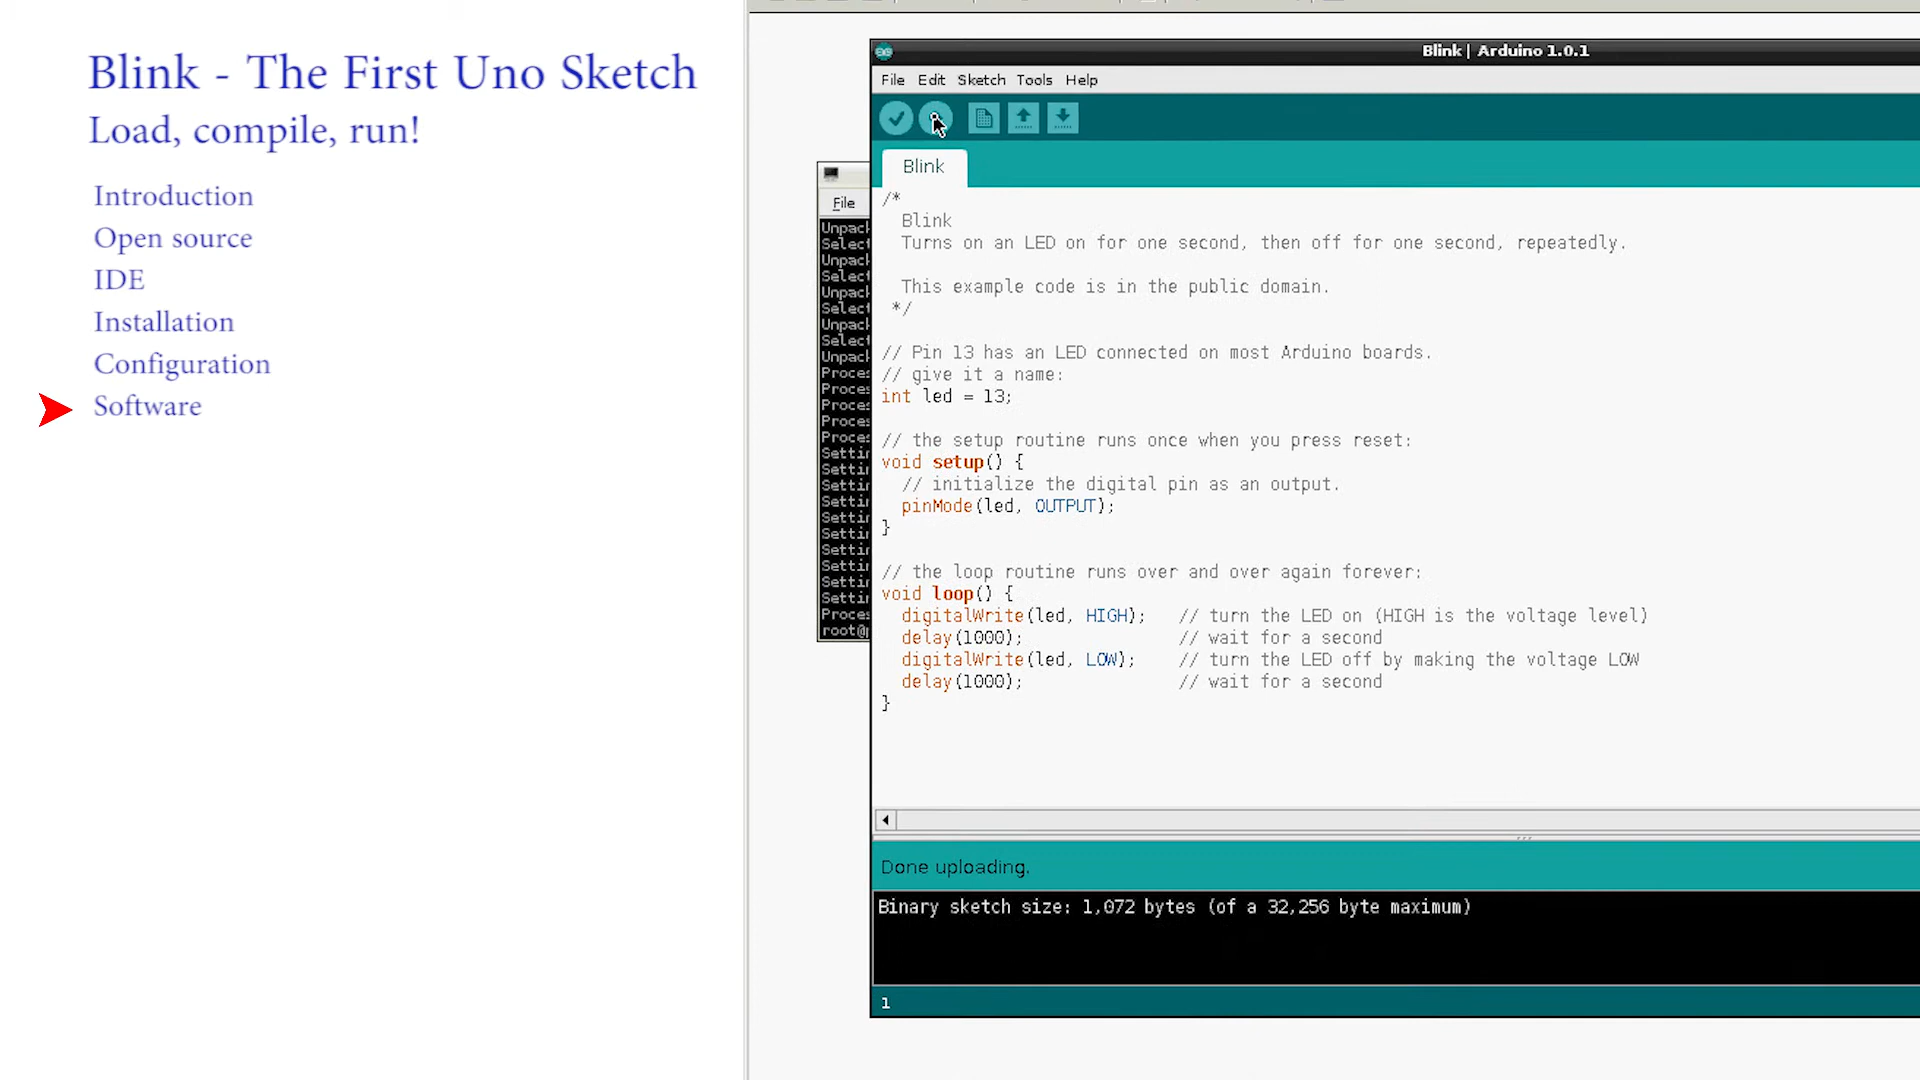 Blink - The First Uno Sketch
Load, compile, run!
Introduction
Open source
IDE
Installation
Configuration
Software
Blink | Arduino 1.0.1
File Edit Sketch Tools Help
Blink
File
/*
  Blink
  Turns on an LED on for one second, then off for one second, repeatedly.
  This example code is in the public domain.
 */
// Pin 13 has an LED connected on most Arduino boards.
// give it a name:
int led = 13;
// the setup routine runs once when you press reset:
void setup() {
  // initialize the digital pin as an output.
  pinMode(led, OUTPUT);
}
// the loop routine runs over and over again forever:
void loop() {
  digitalWrite(led, HIGH);   // turn the LED on (HIGH is the voltage level)
  delay(1000);               // wait for a second
  digitalWrite(led, LOW);    // turn the LED off by making the voltage LOW
  delay(1000);               // wait for a second
}
Done uploading.
Binary sketch size: 1,072 bytes (of a 32,256 byte maximum)
1